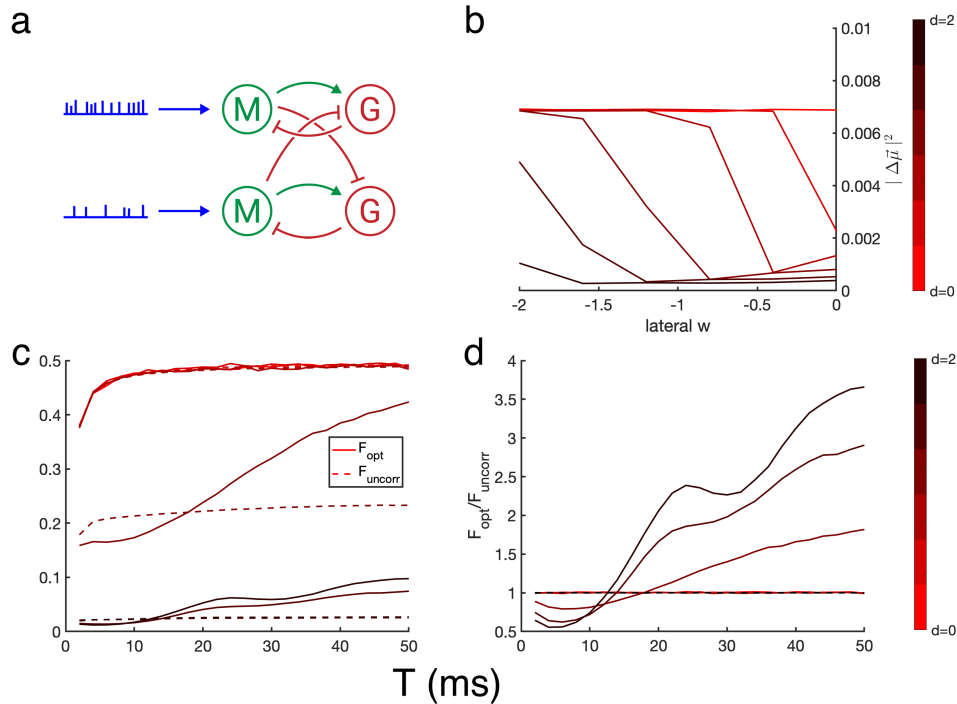 a
M
G
M
G
b
0.01
0.008
0.006
0.004
0.002
0
|Δμ⃗|²
-2
-1.5
-1
-0.5
0
lateral w
d=2
d=0
c
0.5
0.4
0.3
0.2
0.1
0
F_opt
F_uncorr
0
10
20
30
40
50
d
4
3.5
3
2.5
2
1.5
1
0.5
F_opt/F_uncorr
0
10
20
30
40
50
d=2
d=0
T (ms)